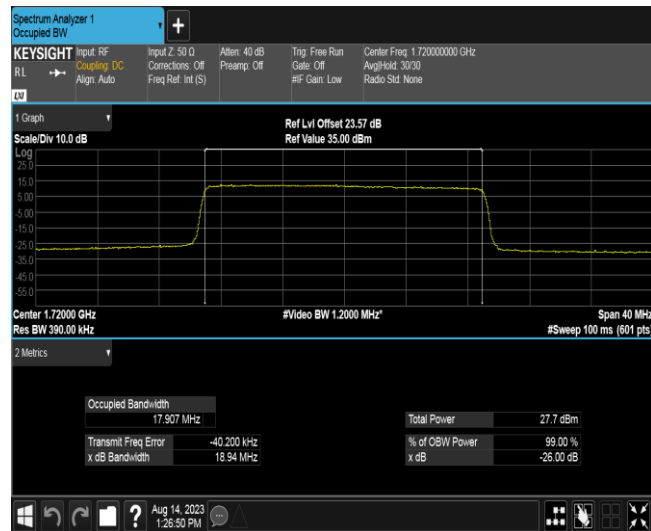 Spectrum Analyzer 1
Occupied BW
+
KEYSIGHT
RL
LXI
Input: RF
Coupling: DC
Align: Auto
Input Z: 50 Ω
Corrections: Off
Freq Ref: Int (S)
Atten: 40 dB
Preamp: Off
Trig: Free Run
Gate: Off
#IF Gain: Low
Center Freq: 1.720000000 GHz
Avg|Hold: 30/30
Radio Std: None
1 Graph
Scale/Div 10.0 dB
Ref Lvl Offset 23.57 dB
Ref Value 35.00 dBm
Log
25.0
15.0
5.00
-5.00
-15.0
-25.0
-35.0
-45.0
-55.0
Center 1.72000 GHz
#Video BW 1.2000 MHz*
Span 40 MHz
Res BW 390.00 kHz
#Sweep 100 ms (601 pts)
2 Metrics
Occupied Bandwidth
17.907 MHz
Total Power 27.7 dBm
Transmit Freq Error -40.200 kHz
% of OBW Power 99.00 %
x dB Bandwidth 18.94 MHz
x dB -26.00 dB
?
Aug 14, 2023
1:26:50 PM